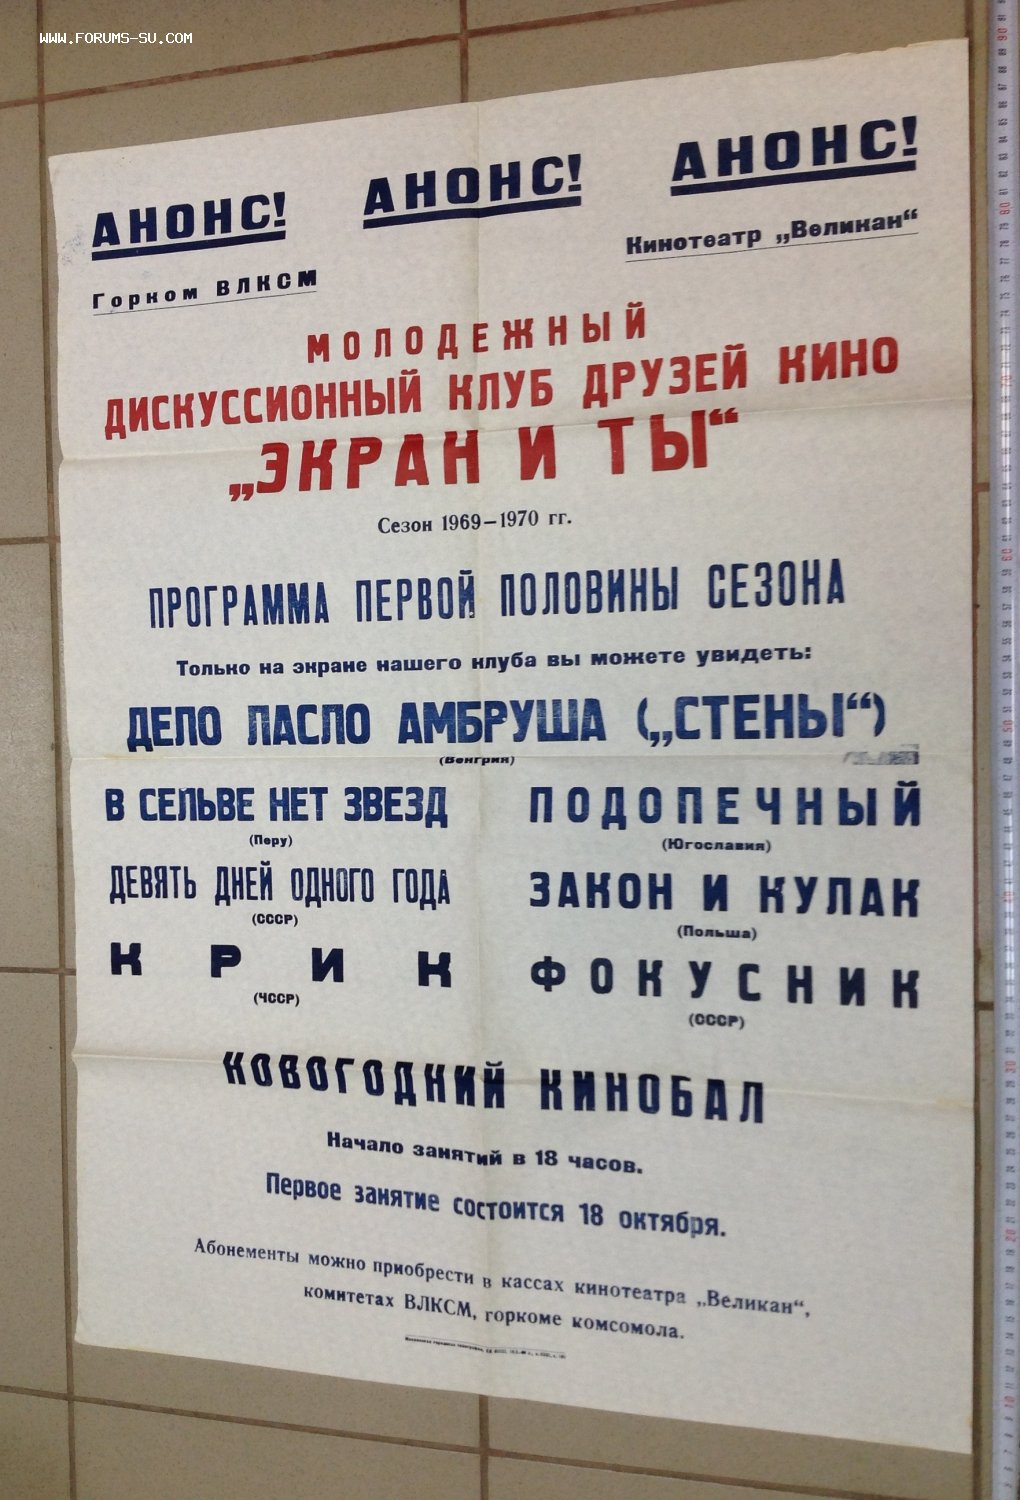 WWW.FORUMS-SU.COM
АНОНС! АНОНС! АНОНС!
Горком ВЛКСМ
Кинотеатр „Великан“
МОЛОДЕЖНЫЙ
ДИСКУССИОННЫЙ КЛУБ ДРУЗЕЙ КИНО
„ЭКРАН И ТЫ“
Сезон 1969–1970 гг.
ПРОГРАММА ПЕРВОЙ ПОЛОВИНЫ СЕЗОНА
Только на экране нашего клуба вы можете увидеть:
ДЕЛО ЛАСЛО АМБРУША („СТЕНЫ“)
(Венгрия)
В СЕЛЬВЕ НЕТ ЗВЕЗД
(Перу)
ДЕВЯТЬ ДНЕЙ ОДНОГО ГОДА
(СССР)
КРИК
(ЧССР)
ПОДОПЕЧНЫЙ
(Югославия)
ЗАКОН И КУЛАК
(Польша)
ФОКУСНИК
(СССР)
НОВОГОДНИЙ КИНОБАЛ
Начало занятий в 18 часов.
Первое занятие состоится 18 октября.
Абонементы можно приобрести в кассах кинотеатра „Великан“,
комитетах ВЛКСМ, горкоме комсомола.